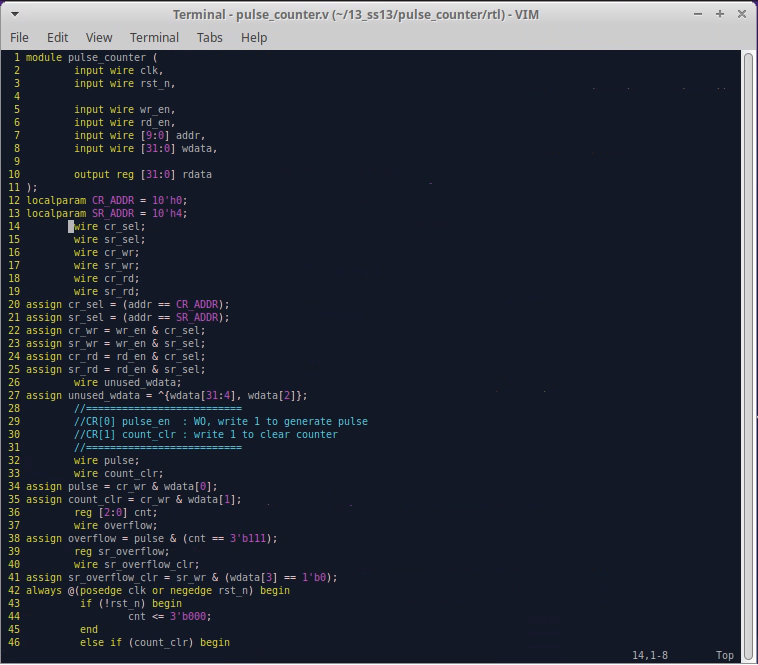 Terminal - pulse_counter.v (~/13_ss13/pulse_counter/rtl) - VIM
File Edit View Terminal Tabs Help
1 module pulse_counter (
2 input wire clk,
3 input wire rst_n,
4
5 input wire wr_en,
6 input wire rd_en,
7 input wire [9:0] addr,
8 input wire [31:0] wdata,
9
10 output reg [31:0] rdata
11 );
12 localparam CR_ADDR = 10'h0;
13 localparam SR_ADDR = 10'h4;
14 wire cr_sel;
15 wire sr_sel;
16 wire cr_wr;
17 wire sr_wr;
18 wire cr_rd;
19 wire sr_rd;
20 assign cr_sel = (addr == CR_ADDR);
21 assign sr_sel = (addr == SR_ADDR);
22 assign cr_wr = wr_en & cr_sel;
23 assign sr_wr = wr_en & sr_sel;
24 assign cr_rd = rd_en & cr_sel;
25 assign sr_rd = rd_en & sr_sel;
26 wire unused_wdata;
27 assign unused_wdata = ^{wdata[31:4], wdata[2]};
28 //==========================
29 //CR[0] pulse_en : WO, write 1 to generate pulse
30 //CR[1] count_clr : write 1 to clear counter
31 //==========================
32 wire pulse;
33 wire count_clr;
34 assign pulse = cr_wr & wdata[0];
35 assign count_clr = cr_wr & wdata[1];
36 reg [2:0] cnt;
37 wire overflow;
38 assign overflow = pulse & (cnt == 3'b111);
39 reg sr_overflow;
40 wire sr_overflow_clr;
41 assign sr_overflow_clr = sr_wr & (wdata[3] == 1'b0);
42 always @(posedge clk or negedge rst_n) begin
43 if (!rst_n) begin
44 cnt <= 3'b000;
45 end
46 else if (count_clr) begin
14,1-8 Top